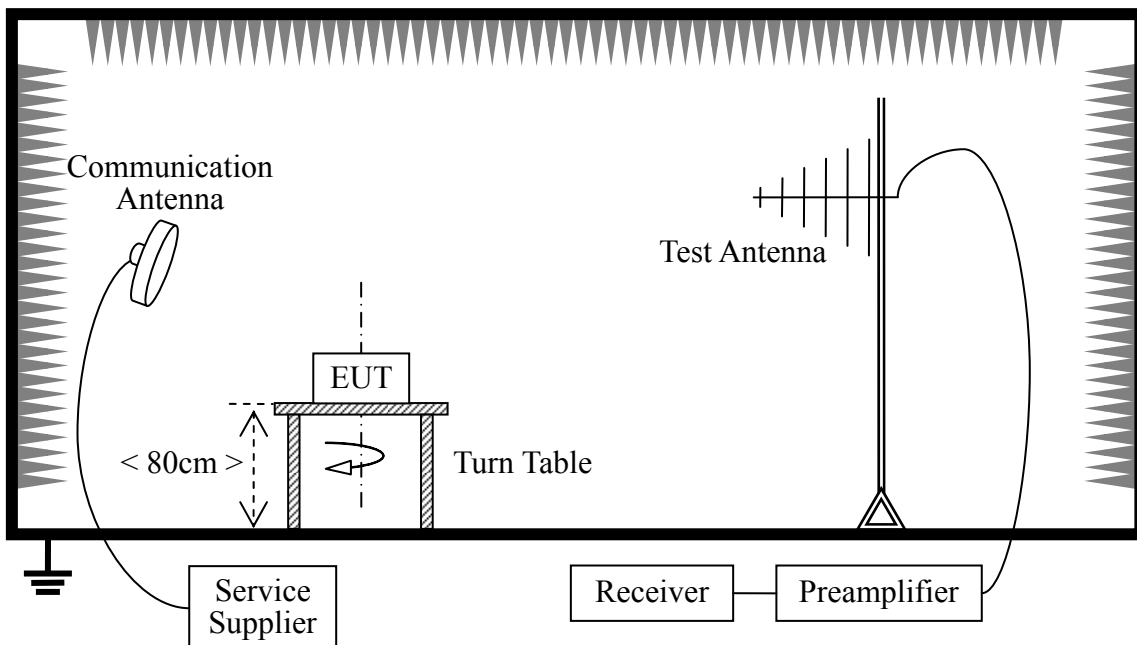 Communication
Antenna
Test Antenna
EUT
< 80cm >
Turn Table
Service
Supplier
Receiver
Preamplifier